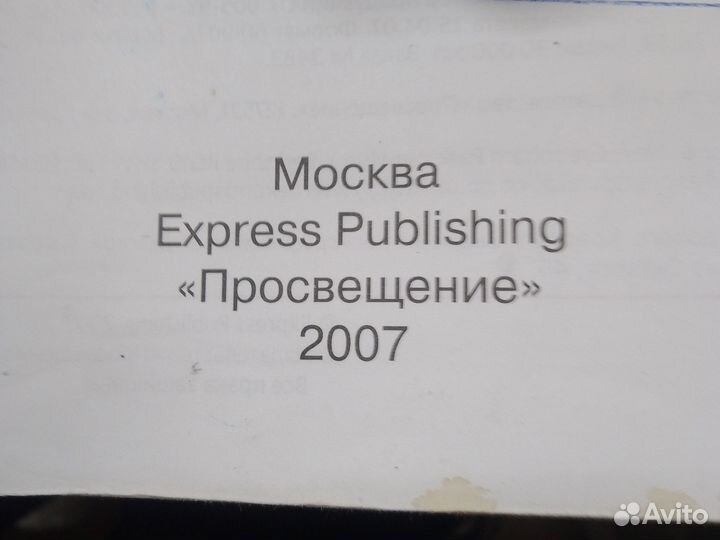 Москва
Express Publishing
«Просвещение»
2007
Avito